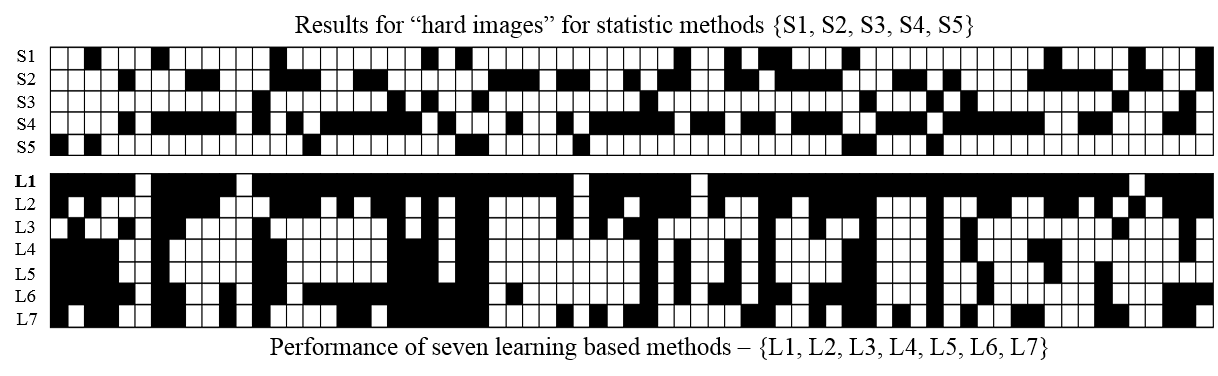 Results for “hard images” for statistic methods {S1, S2, S3, S4, S5}
S1
S2
S3
S4
S5
L1
L2
L3
L4
L5
L6
L7
Performance of seven learning based methods – {L1, L2, L3, L4, L5, L6, L7}